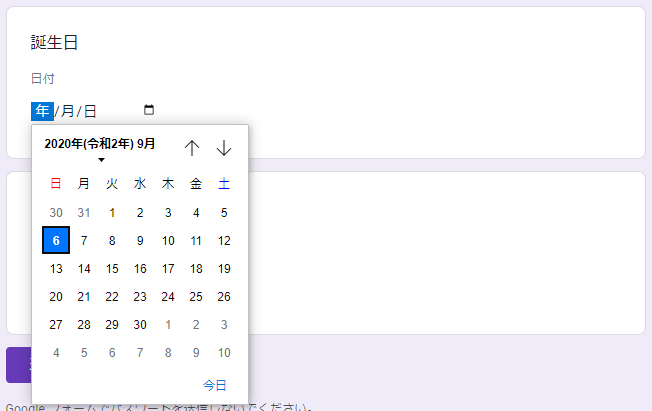 誕生日
日付
年/月/日
2020年(令和2年) 9月
日 月 火 水 木 金 土
30 31 1 2 3 4 5
6 7 8 9 10 11 12
13 14 15 16 17 18 19
20 21 22 23 24 25 26
27 28 29 30 1 2 3
4 5 6 7 8 9 10
今日
Google フォームでパスワードを送信しないでください。